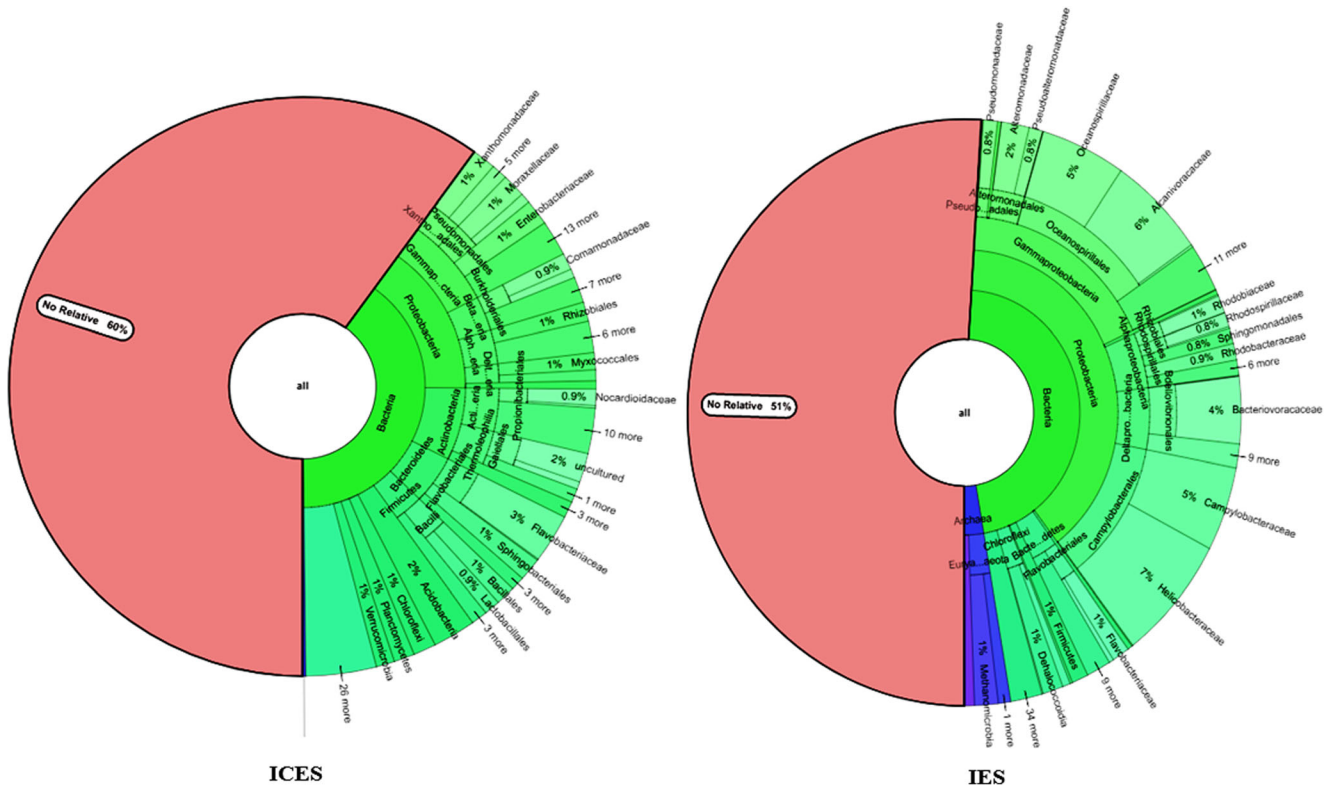 No Relative 60%
all
Bacteria
Proteobacteria
Gammap...cteria
Xantho...adales
Pseudomonadales
1% Xanthomonadaceae
5 more
1% Moraxellaceae
1% Enterobacteriaceae
13 more
Beta...eria
Burkholderiales
0.9% Comamonadaceae
7 more
Alph...eria
1% Rhizobiales
6 more
Delt...eria
1% Myxococcales
Actinobacteria
Acti...eria
Propionibacteriales
0.9% Nocardioidaceae
10 more
Thermoleophilia
Gaiellales
2% uncultured
1 more
3 more
Bacteroidetes
Flavobacteriales
3% Flavobacteriaceae
1% Sphingobacteriales
3 more
Firmicutes
Bacilli
1% Bacillales
0.9% Lactobacillales
3 more
2% Acidobacteria
1% Chloroflexi
1% Planctomycetes
1% Verrucomicrobia
26 more
ICES
No Relative 51%
all
Bacteria
Proteobacteria
Gammaproteobacteria
Pseudo...adales
0.8% Pseudomonadaceae
Alteromonadales
2% Alteromonadaceae
0.8% Pseudoalteromonadaceae
Oceanospirillales
5% Oceanospirillaceae
6% Alcanivoracaceae
11 more
Alphaproteobacteria
Rhizobiales
1% Rhodobiaceae
Rhodospirillales
0.8% Rhodospirillaceae
0.8% Sphingomonadales
0.9% Rhodobacteraceae
6 more
Deltapro...bacteria
Bdellovibrionales
4% Bacteriovoracaceae
9 more
Campylobacterales
5% Campylobacteraceae
7% Helicobacteraceae
Bacte...detes
Flavobacteriales
1% Flavobacteriaceae
9 more
1% Firmicutes
Chloroflexi
1% Dehalococcoidia
34 more
Archaea
Eurya...aeota
1 more
1% Methanomicrobia
IES